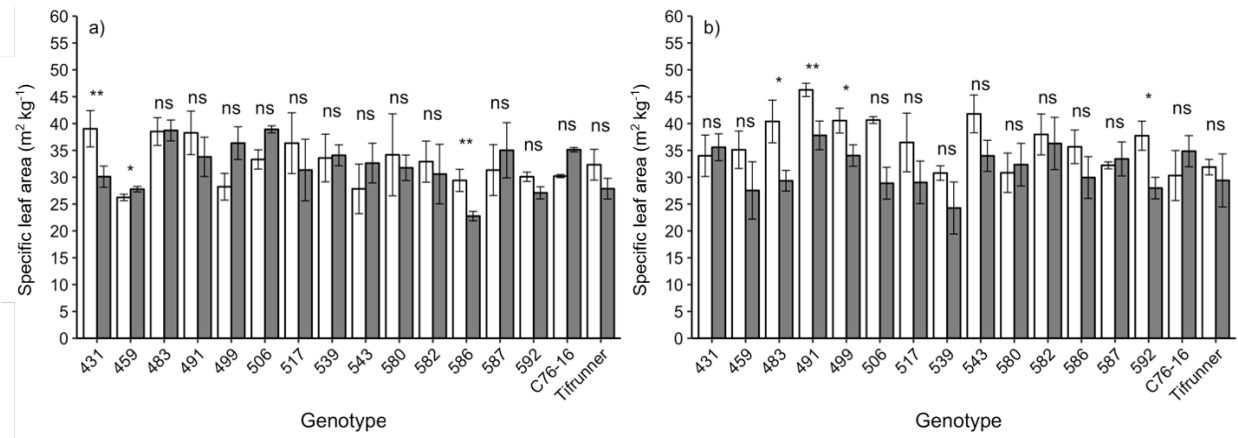 a)
Specific leaf area (m² kg⁻¹)
60
55
50
45
40
35
30
25
20
15
10
5
0
** * ns ns ns ns ns ns ns ns ns ** ns ns ns ns
431 459 483 491 499 506 517 539 543 580 582 586 587 592 C76-16 Tifrunner
Genotype
b)
Specific leaf area (m² kg⁻¹)
60
55
50
45
40
35
30
25
20
15
10
5
0
ns ns * ** * ns ns ns ns ns ns ns ns * ns ns
431 459 483 491 499 506 517 539 543 580 582 586 587 592 C76-16 Tifrunner
Genotype